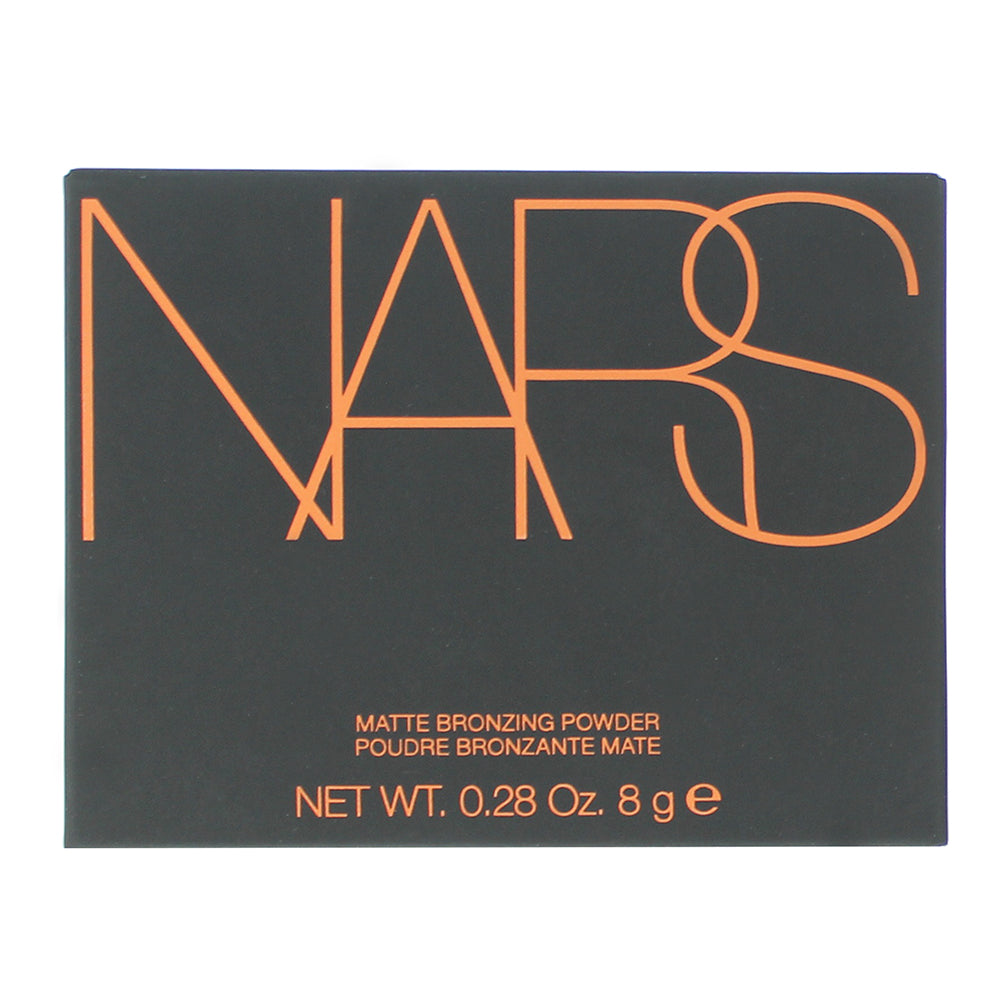 NARS
MATTE BRONZING POWDER
POUDRE BRONZANTE MATE
NET WT. 0.28 Oz. 8 g ℮